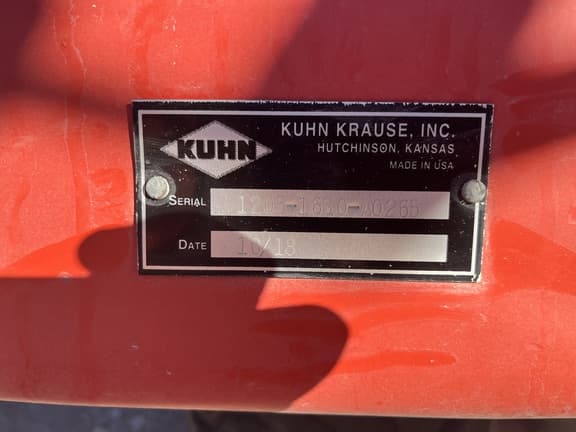 KUHN
KUHN KRAUSE, INC.
HUTCHINSON, KANSAS
MADE IN USA
SERIAL
DATE 10/18